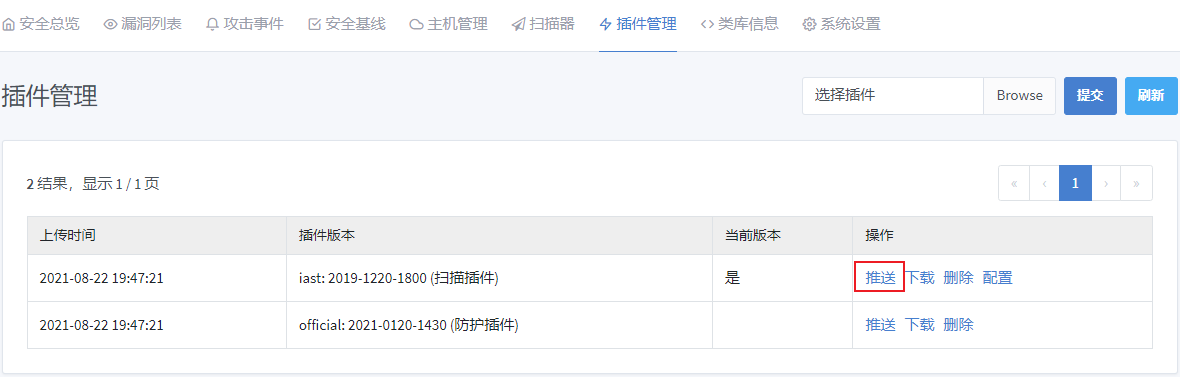 安全总览 漏洞列表 攻击事件 安全基线 主机管理 扫描器 插件管理 类库信息 系统设置
插件管理 选择插件 Browse 提交 刷新
2 结果，显示 1 / 1 页 « ‹ 1 › »
上传时间 插件版本 当前版本 操作
2021-08-22 19:47:21 iast: 2019-1220-1800 (扫描插件) 是 推送 下载 删除 配置
2021-08-22 19:47:21 official: 2021-0120-1430 (防护插件) 推送 下载 删除